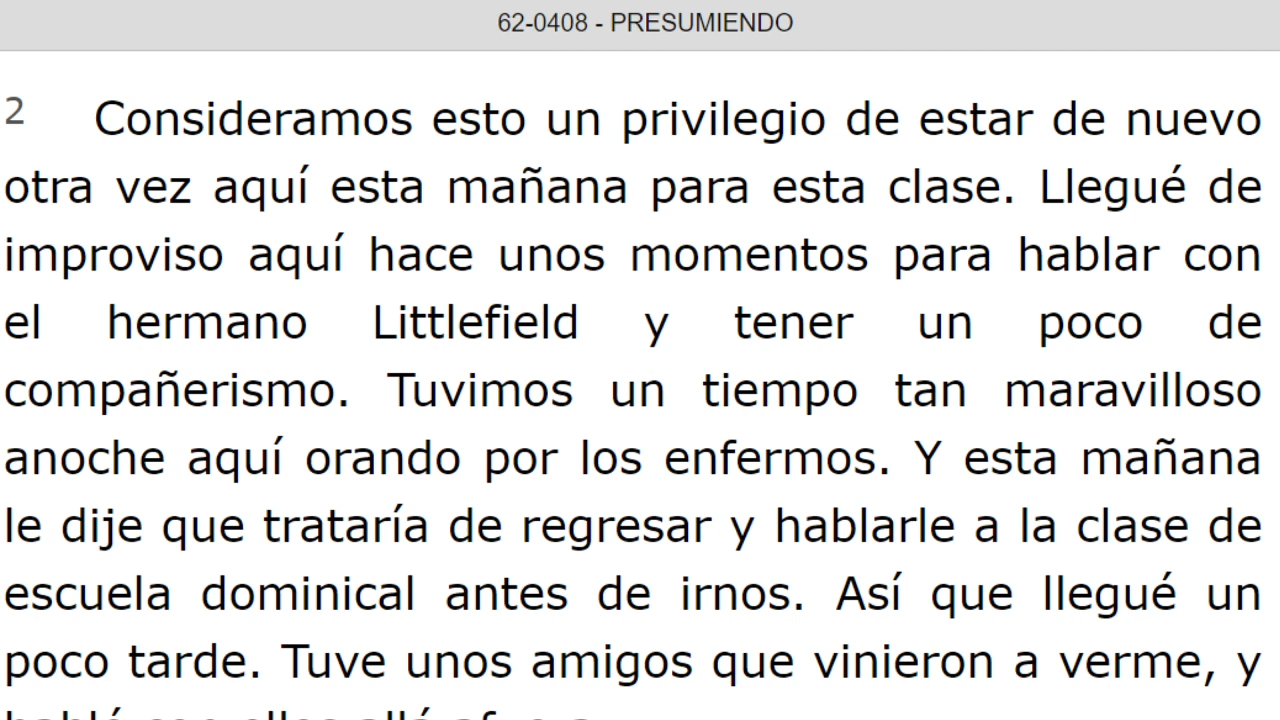 62-0408 - PRESUMIENDO
2 Consideramos esto un privilegio de estar de nuevo
otra vez aquí esta mañana para esta clase. Llegué de
improviso aquí hace unos momentos para hablar con
el hermano Littlefield y tener un poco de
compañerismo. Tuvimos un tiempo tan maravilloso
anoche aquí orando por los enfermos. Y esta mañana
le dije que trataría de regresar y hablarle a la clase de
escuela dominical antes de irnos. Así que llegué un
poco tarde. Tuve unos amigos que vinieron a verme, y